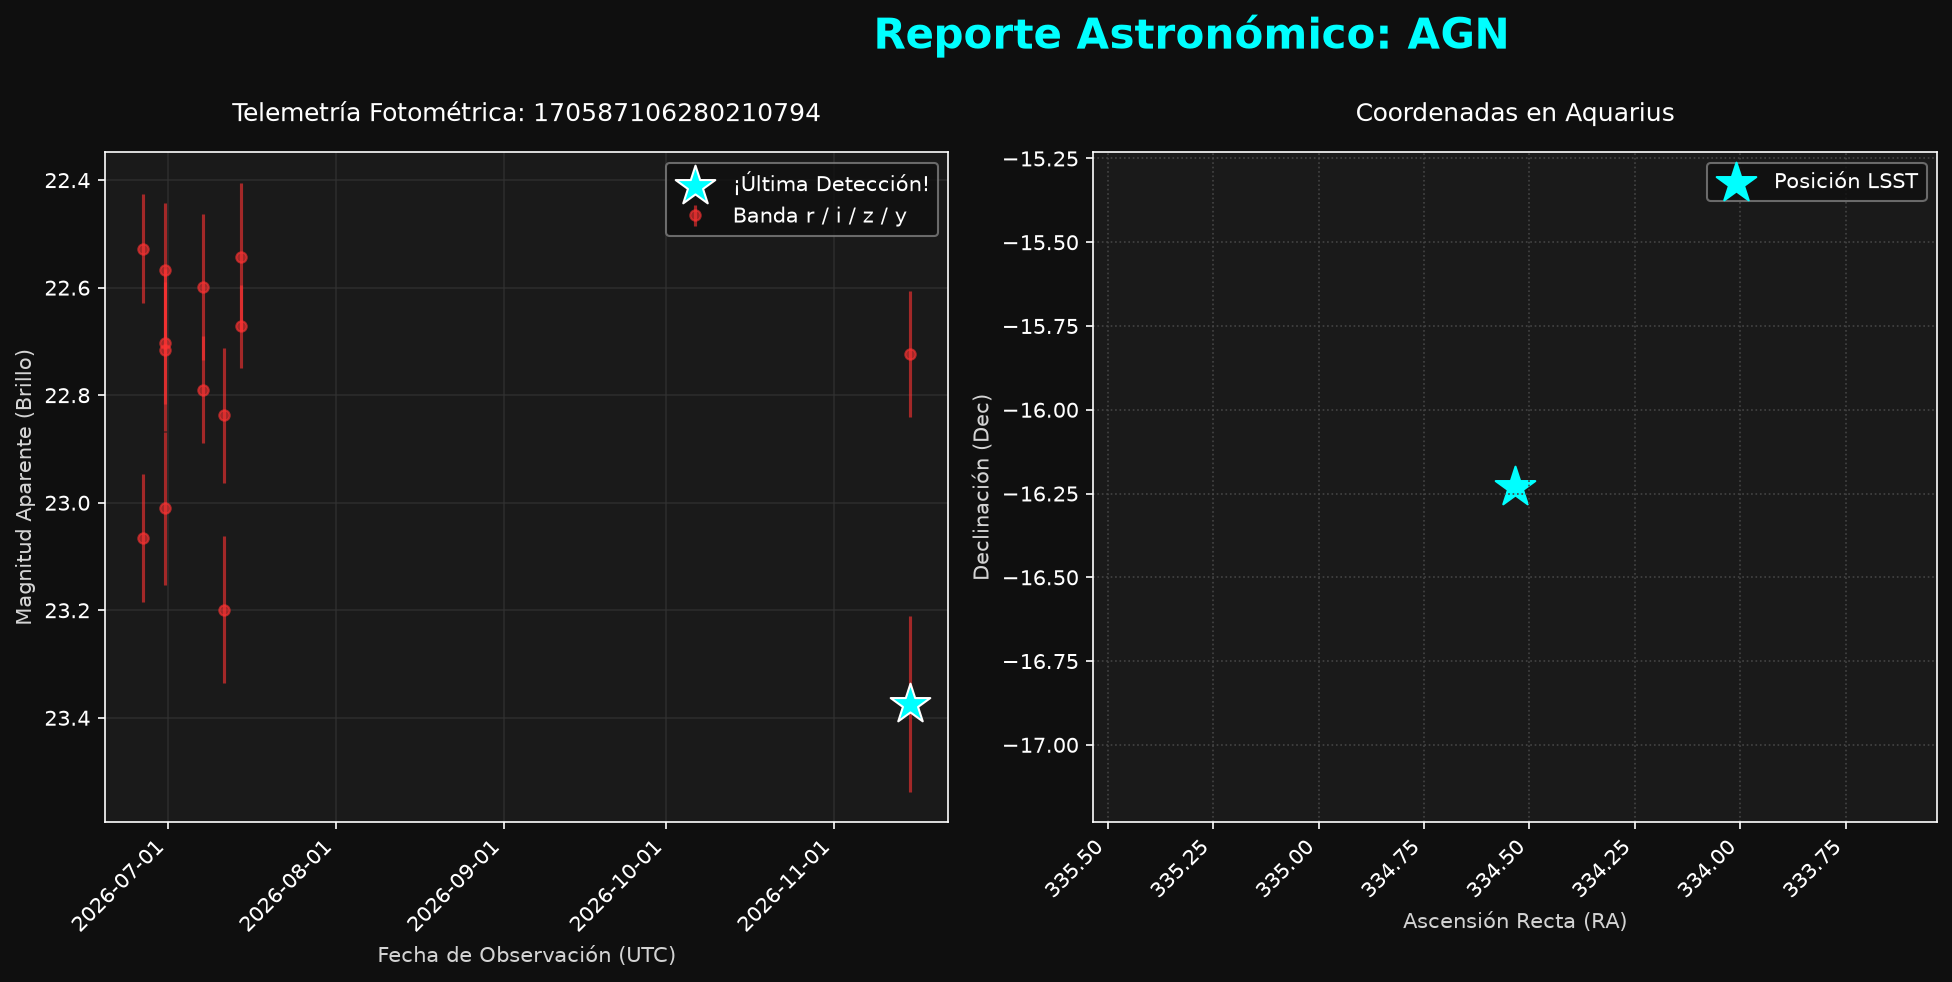 Reporte Astronómico: AGN
Telemetría Fotométrica: 170587106280210794
¡Última Detección!
Banda r / i / z / y
22.4
22.6
22.8
23.0
23.2
23.4
Magnitud Aparente (Brillo)
2026-07-01
2026-08-01
2026-09-01
2026-10-01
2026-11-01
Fecha de Observación (UTC)
Coordenadas en Aquarius
Posición LSST
−15.25
−15.50
−15.75
−16.00
−16.25
−16.50
−16.75
−17.00
Declinación (Dec)
335.50
335.25
335.00
334.75
334.50
334.25
334.00
333.75
Ascensión Recta (RA)